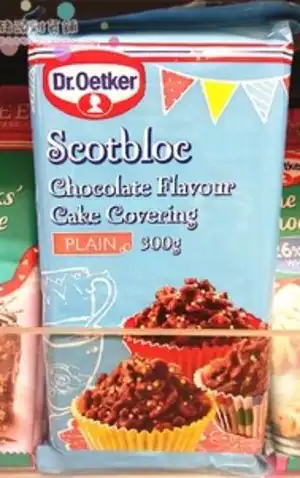 Dr.Oetker
Scotbloc
Chocolate Flavour
Cake Covering
PLAIN 300g